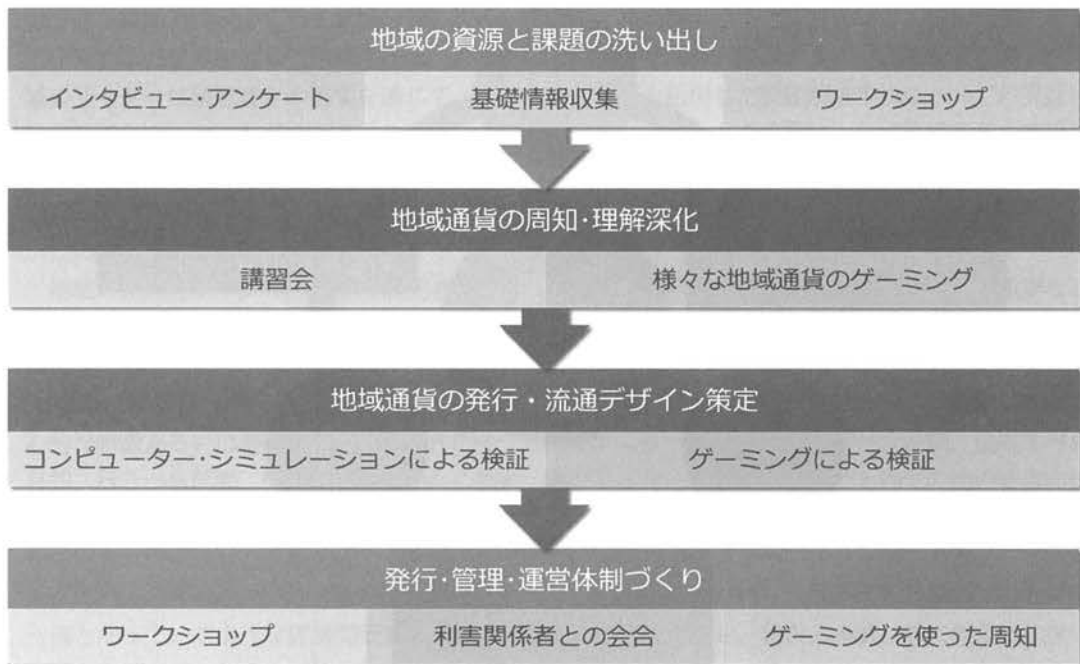 地域の資源と課題の洗い出し
インタビュー・アンケート 基礎情報収集 ワークショップ
地域通貨の周知・理解深化
講習会 様々な地域通貨のゲーミング
地域通貨の発行・流通デザイン策定
コンピューター・シミュレーションによる検証 ゲーミングによる検証
発行・管理・運営体制づくり
ワークショップ 利害関係者との会合 ゲーミングを使った周知